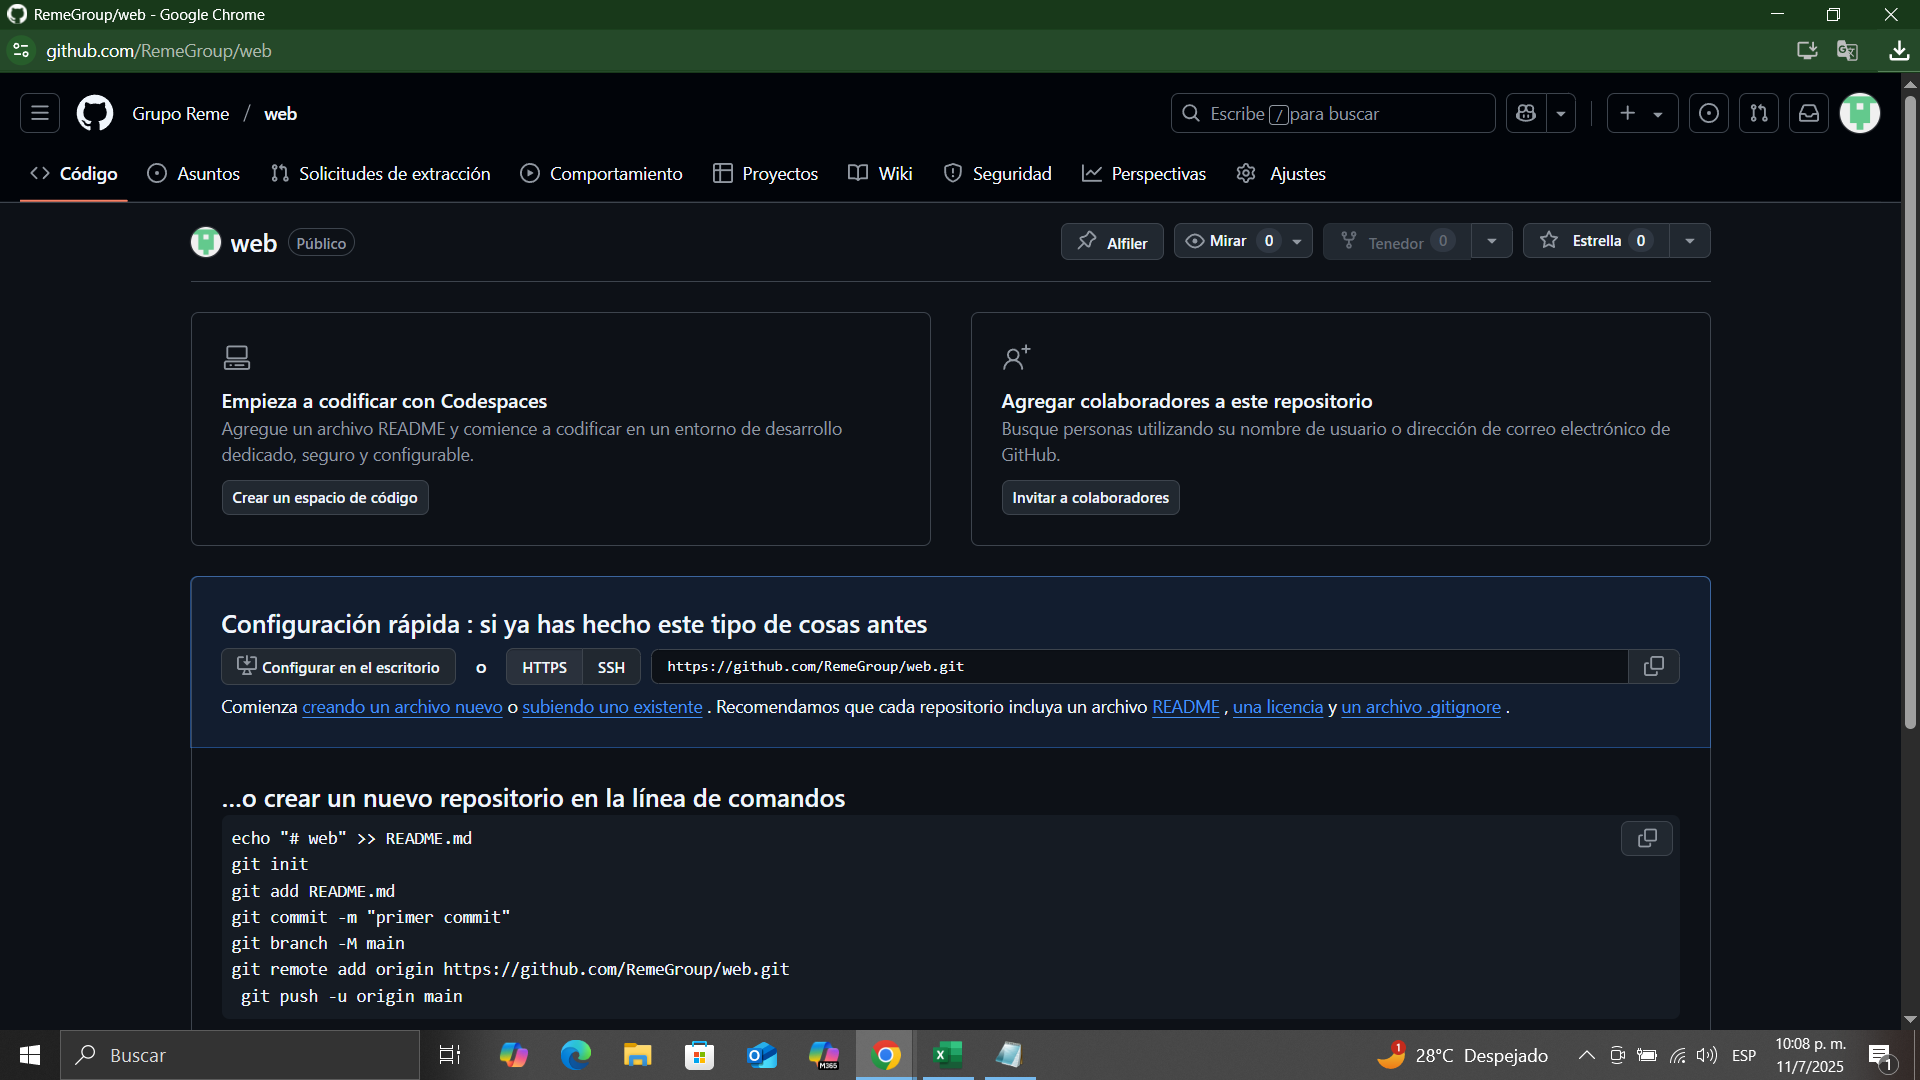 RemeGroup/web - Google Chrome
github.com/RemeGroup/web
Grupo Reme / web
Escribe / para buscar
Código
Asuntos
Solicitudes de extracción
Comportamiento
Proyectos
Wiki
Seguridad
Perspectivas
Ajustes
web Público
Alfiler
Mirar 0
Tenedor 0
Estrella 0
Empieza a codificar con Codespaces
Agregue un archivo README y comience a codificar en un entorno de desarrollo
dedicado, seguro y configurable.
Crear un espacio de código
Agregar colaboradores a este repositorio
Busque personas utilizando su nombre de usuario o dirección de correo electrónico de
GitHub.
Invitar a colaboradores
Configuración rápida : si ya has hecho este tipo de cosas antes
Configurar en el escritorio o HTTPS SSH https://github.com/RemeGroup/web.git
Comienza creando un archivo nuevo o subiendo uno existente . Recomendamos que cada repositorio incluya un archivo README , una licencia y un archivo .gitignore .
...o crear un nuevo repositorio en la línea de comandos
echo "# web" >> README.md
git init
git add README.md
git commit -m "primer commit"
git branch -M main
git remote add origin https://github.com/RemeGroup/web.git
git push -u origin main
Buscar
M365
1
28°C Despejado
ESP
10:08 p. m.
11/7/2025
1